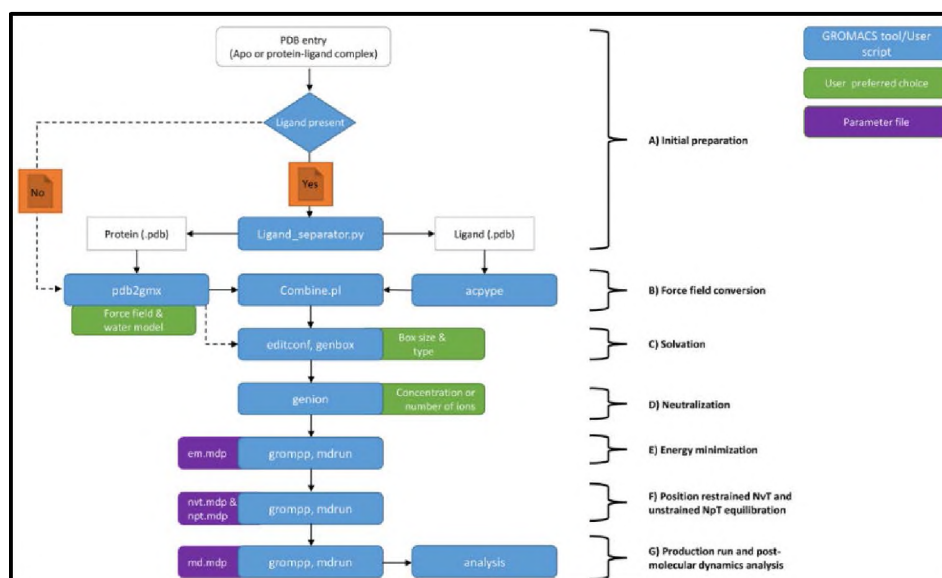 PDB entry
(Apo or protein-ligand complex)
GROMACS tool/User
script
User preferred choice
Parameter file
Ligand present
A) Initial preparation
No
Yes
Protein (.pdb)
Ligand_separator.py
Ligand (.pdb)
pdb2gmx
Combine.pl
acpype
B) Force field conversion
Force field &
water model
editconf, genbox
Box size &
type
C) Solvation
genion
Concentration or
number of ions
D) Neutralization
em.mdp
grompp, mdrun
E) Energy minimization
nvt.mdp &
npt.mdp
grompp, mdrun
F) Position restrained NvT and
unstrained NpT equilibration
md.mdp
grompp, mdrun
analysis
G) Production run and post-
molecular dynamics analysis